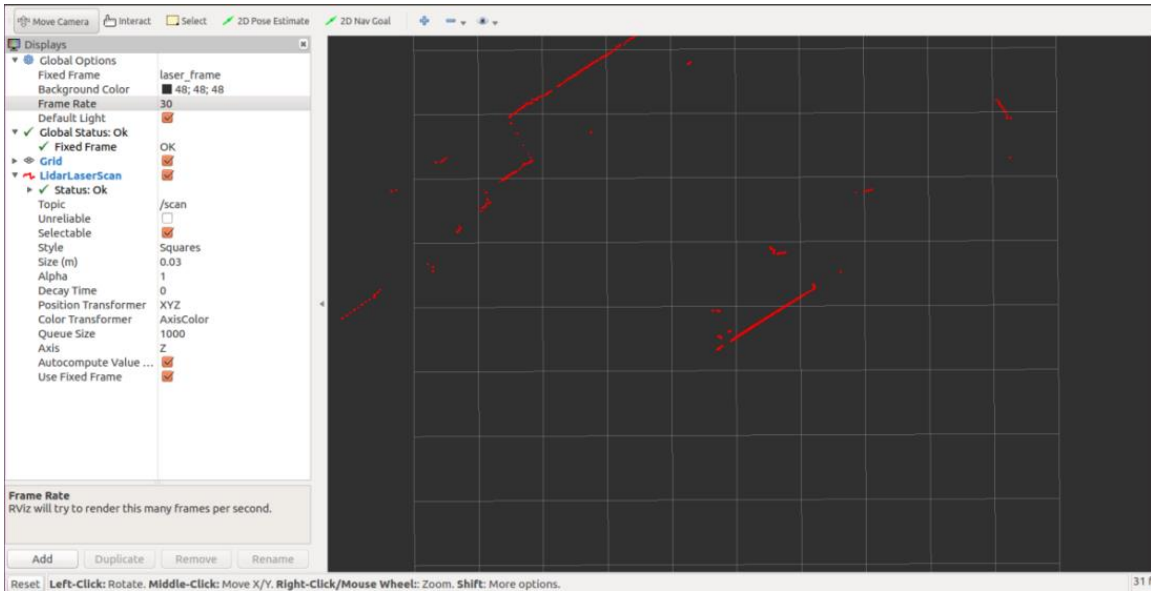 Move Camera Interact Select 2D Pose Estimate 2D Nav Goal
Displays
Global Options
Fixed Frame laser_frame
Background Color 48; 48; 48
Frame Rate 30
Default Light
Global Status: Ok
Fixed Frame OK
Grid
LidarLaserScan
Status: Ok
Topic /scan
Unreliable
Selectable
Style Squares
Size (m) 0.03
Alpha 1
Decay Time 0
Position Transformer XYZ
Color Transformer AxisColor
Queue Size 1000
Axis Z
Autocompute Value ...
Use Fixed Frame
Frame Rate
RViz will try to render this many frames per second.
Add Duplicate Remove Rename
Reset Left-Click: Rotate. Middle-Click: Move X/Y. Right-Click/Mouse Wheel:: Zoom. Shift: More options. 31 f